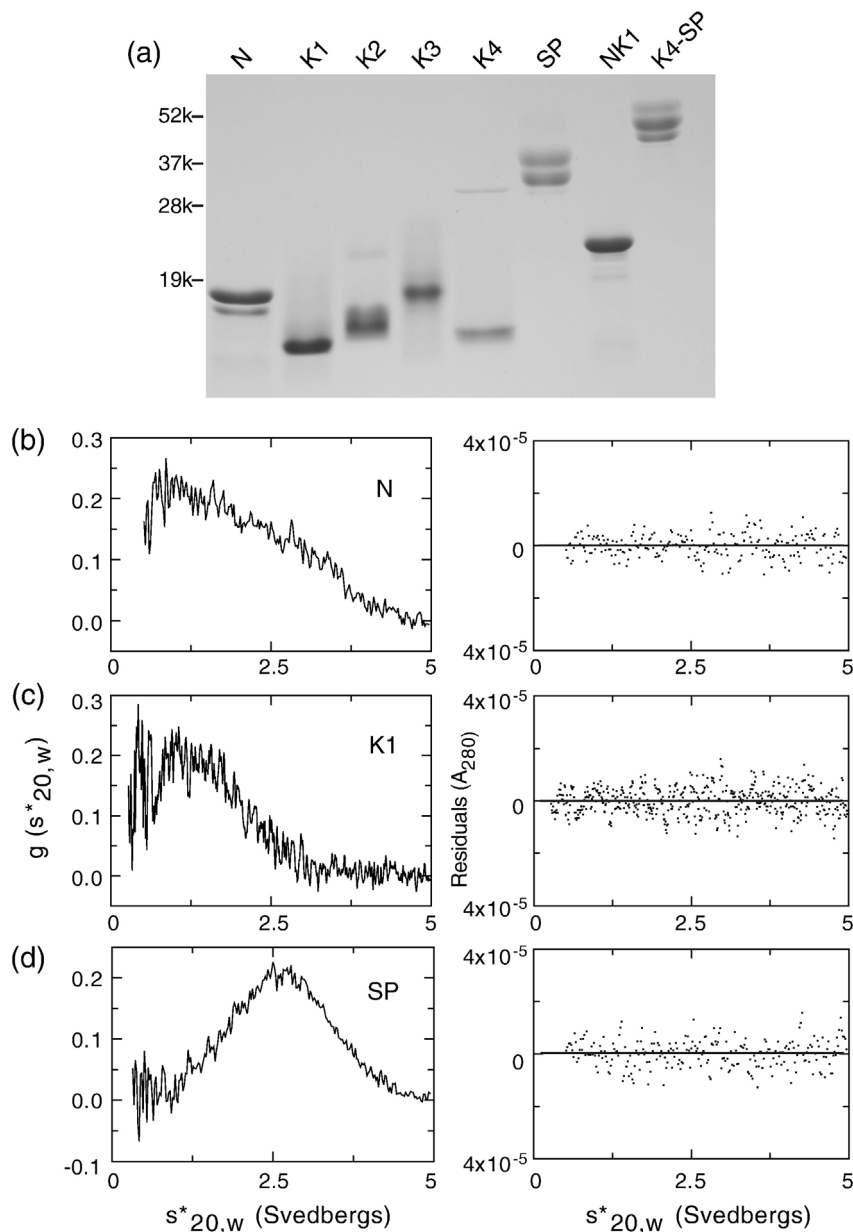 (a)
N K1 K2 K3 K4 SP NK1 K4-SP
52k
37k
28k
19k
(b)
0.3
0.2
0.1
0.0
N
0 2.5 5
4x10-5
0
4x10-5
0 2.5 5
(c)
0.3
0.2
0.1
0.0
K1
g (s*20,w)
0 2.5 5
4x10-5
0
4x10-5
Residuals (A280)
0 2.5 5
(d)
0.2
0.1
0.0
-0.1
SP
0 2.5 5
s*20,w (Svedbergs)
4x10-5
0
4x10-5
0 2.5 5
s*20,w (Svedbergs)